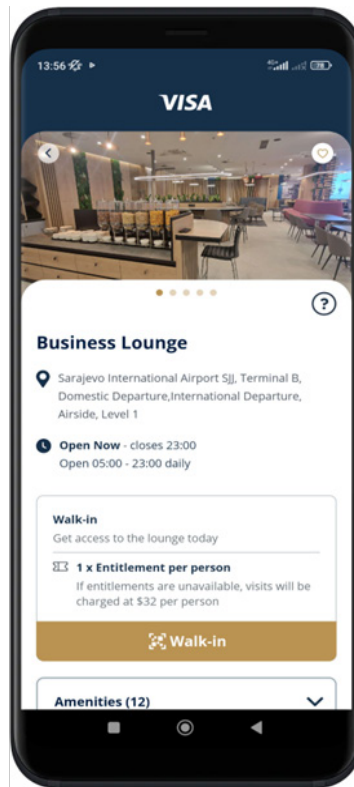 13:56
78
VISA
?
Business Lounge
Sarajevo International Airport SJJ, Terminal B,
Domestic Departure,International Departure,
Airside, Level 1
Open Now - closes 23:00
Open 05:00 - 23:00 daily
Walk-in
Get access to the lounge today
1 x Entitlement per person
If entitlements are unavailable, visits will be
charged at $32 per person
Walk-in
Amenities (12)